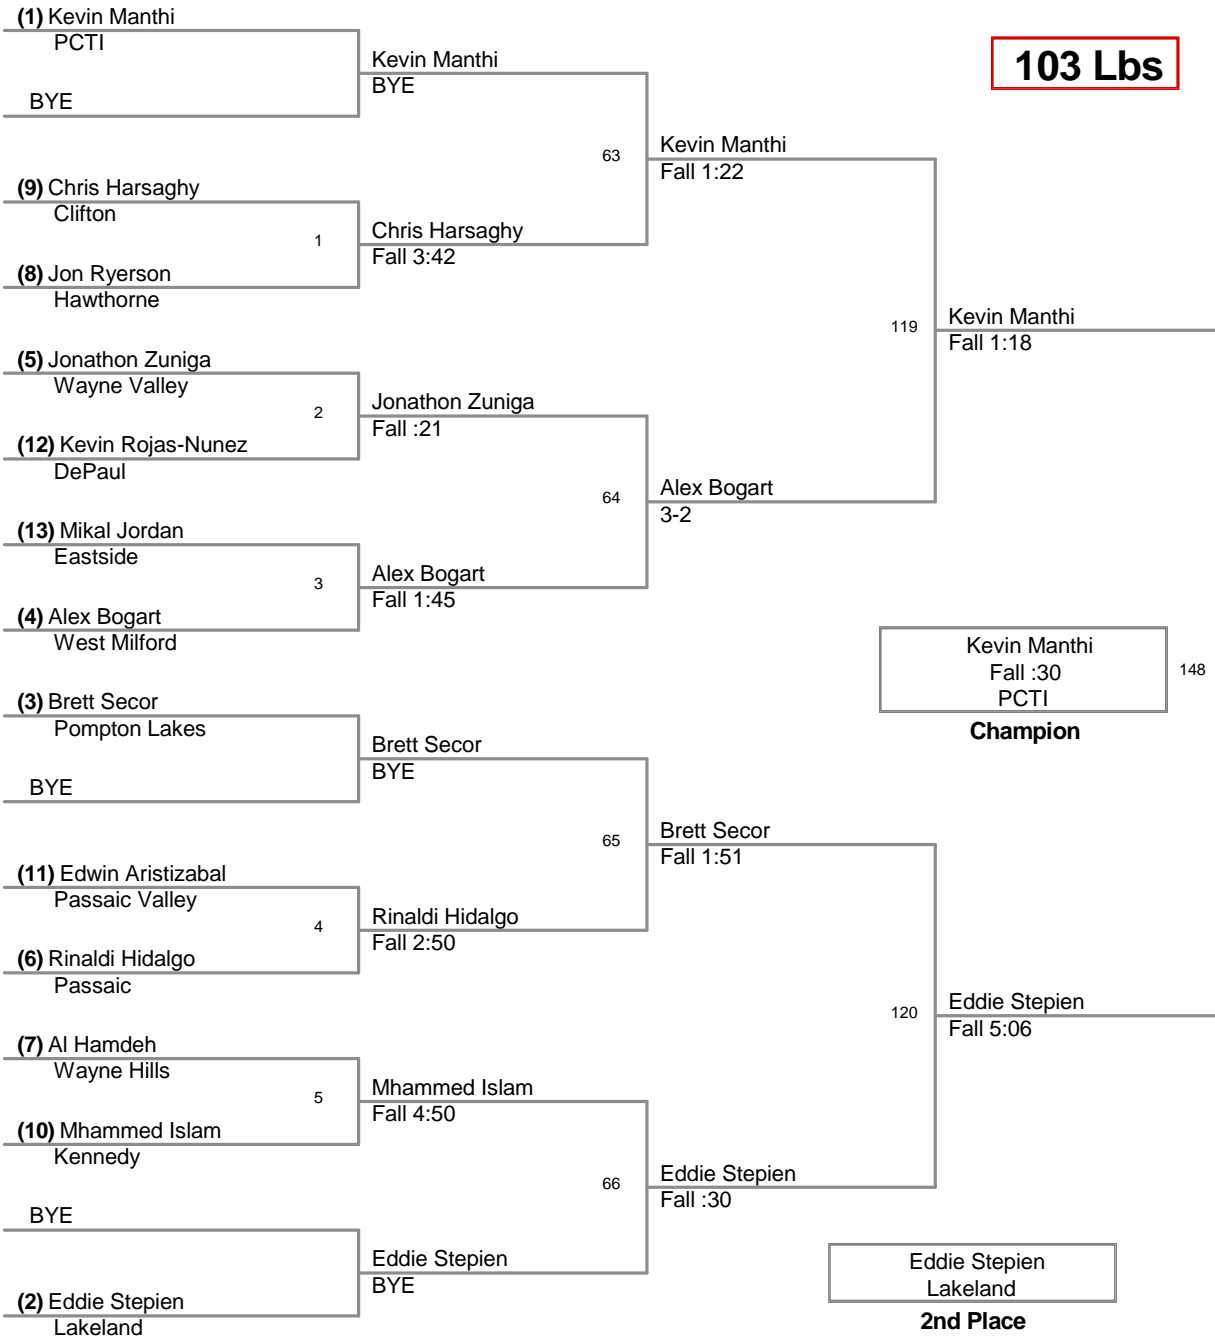 (1) Kevin Manthi
PCTI
BYE
(9) Chris Harsaghy
Clifton
1
(8) Jon Ryerson
Hawthorne
(5) Jonathon Zuniga
Wayne Valley
2
(12) Kevin Rojas-Nunez
DePaul
(13) Mikal Jordan
Eastside
3
(4) Alex Bogart
West Milford
(3) Brett Secor
Pompton Lakes
BYE
(11) Edwin Aristizabal
Passaic Valley
4
(6) Rinaldi Hidalgo
Passaic
(7) Al Hamdeh
Wayne Hills
5
(10) Mhammed Islam
Kennedy
BYE
(2) Eddie Stepien
Lakeland
Kevin Manthi
BYE
63
Chris Harsaghy
Fall 3:42
Jonathon Zuniga
Fall :21
64
Alex Bogart
Fall 1:45
Brett Secor
BYE
65
Rinaldi Hidalgo
Fall 2:50
Mhammed Islam
Fall 4:50
66
Eddie Stepien
BYE
Kevin Manthi
Fall 1:22
119
Alex Bogart
3-2
Brett Secor
Fall 1:51
120
Eddie Stepien
Fall :30
103 Lbs
Kevin Manthi
Fall 1:18
Kevin Manthi
Fall :30
PCTI
148
Champion
Eddie Stepien
Fall 5:06
Eddie Stepien
Lakeland
2nd Place